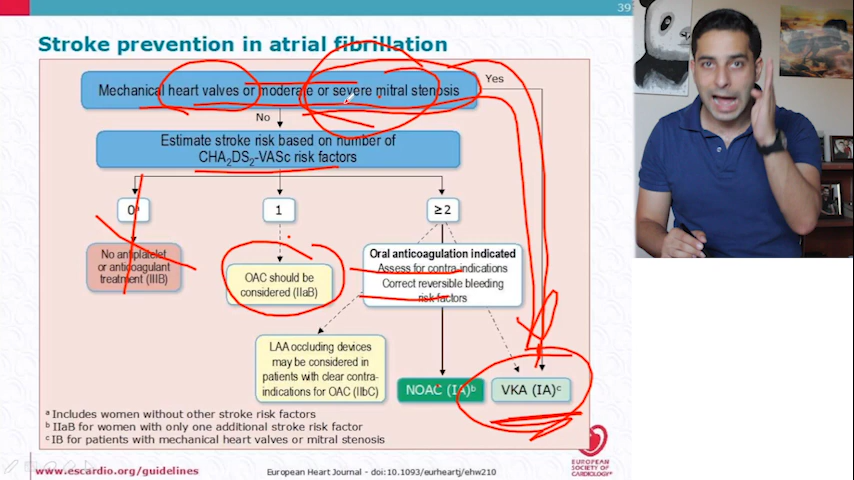 39
Stroke prevention in atrial fibrillation
Mechanical heart valves or moderate or severe mitral stenosis
Yes
No
Estimate stroke risk based on number of
CHA2DS2-VASc risk factors
0a
1
≥2
No antiplatelet
or anticoagulant
treatment (IIIB)
OAC should be
considered (IIaB)
Oral anticoagulation indicated
Assess for contra-indications
Correct reversible bleeding
risk factors
LAA occluding devices
may be considered in
patients with clear contra-
indications for OAC (IIbC)
NOAC (IA)b
VKA (IA)c
a Includes women without other stroke risk factors
b IIaB for women with only one additional stroke risk factor
c IB for patients with mechanical heart valves or mitral stenosis
www.escardio.org/guidelines
European Heart Journal - doi:10.1093/eurheartj/ehw210
EUROPEAN
SOCIETY OF
CARDIOLOGY